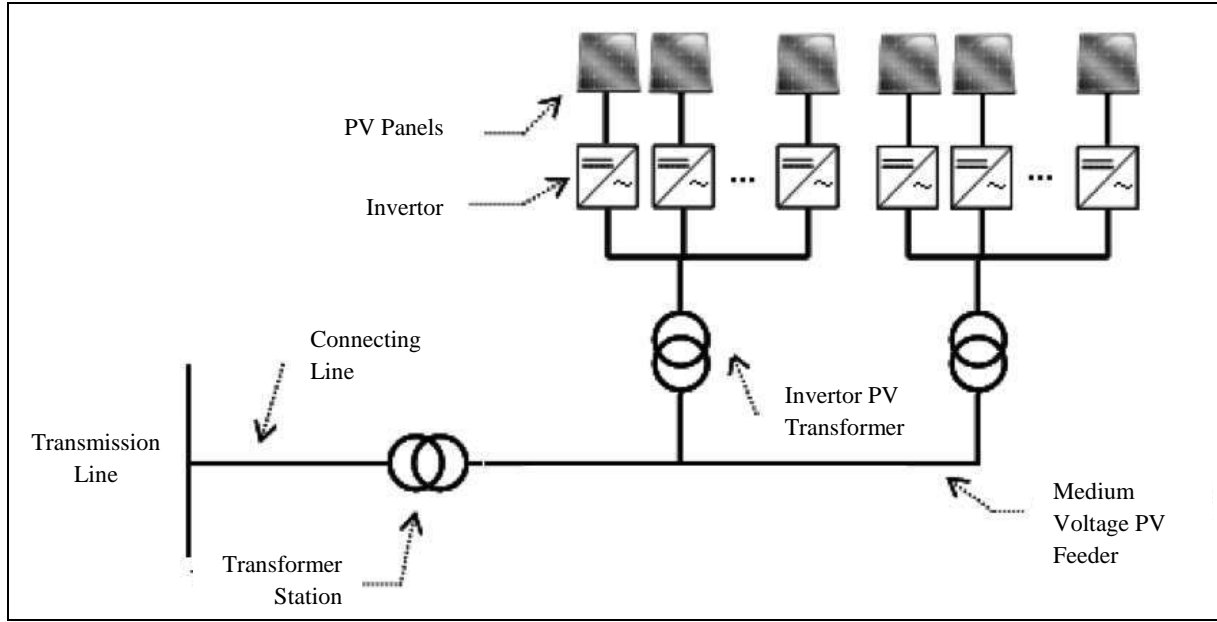 PV Panels
Invertor
Connecting
Line
Invertor PV
Transformer
Transmission
Line
Medium
Voltage PV
Feeder
Transformer
Station
...
...